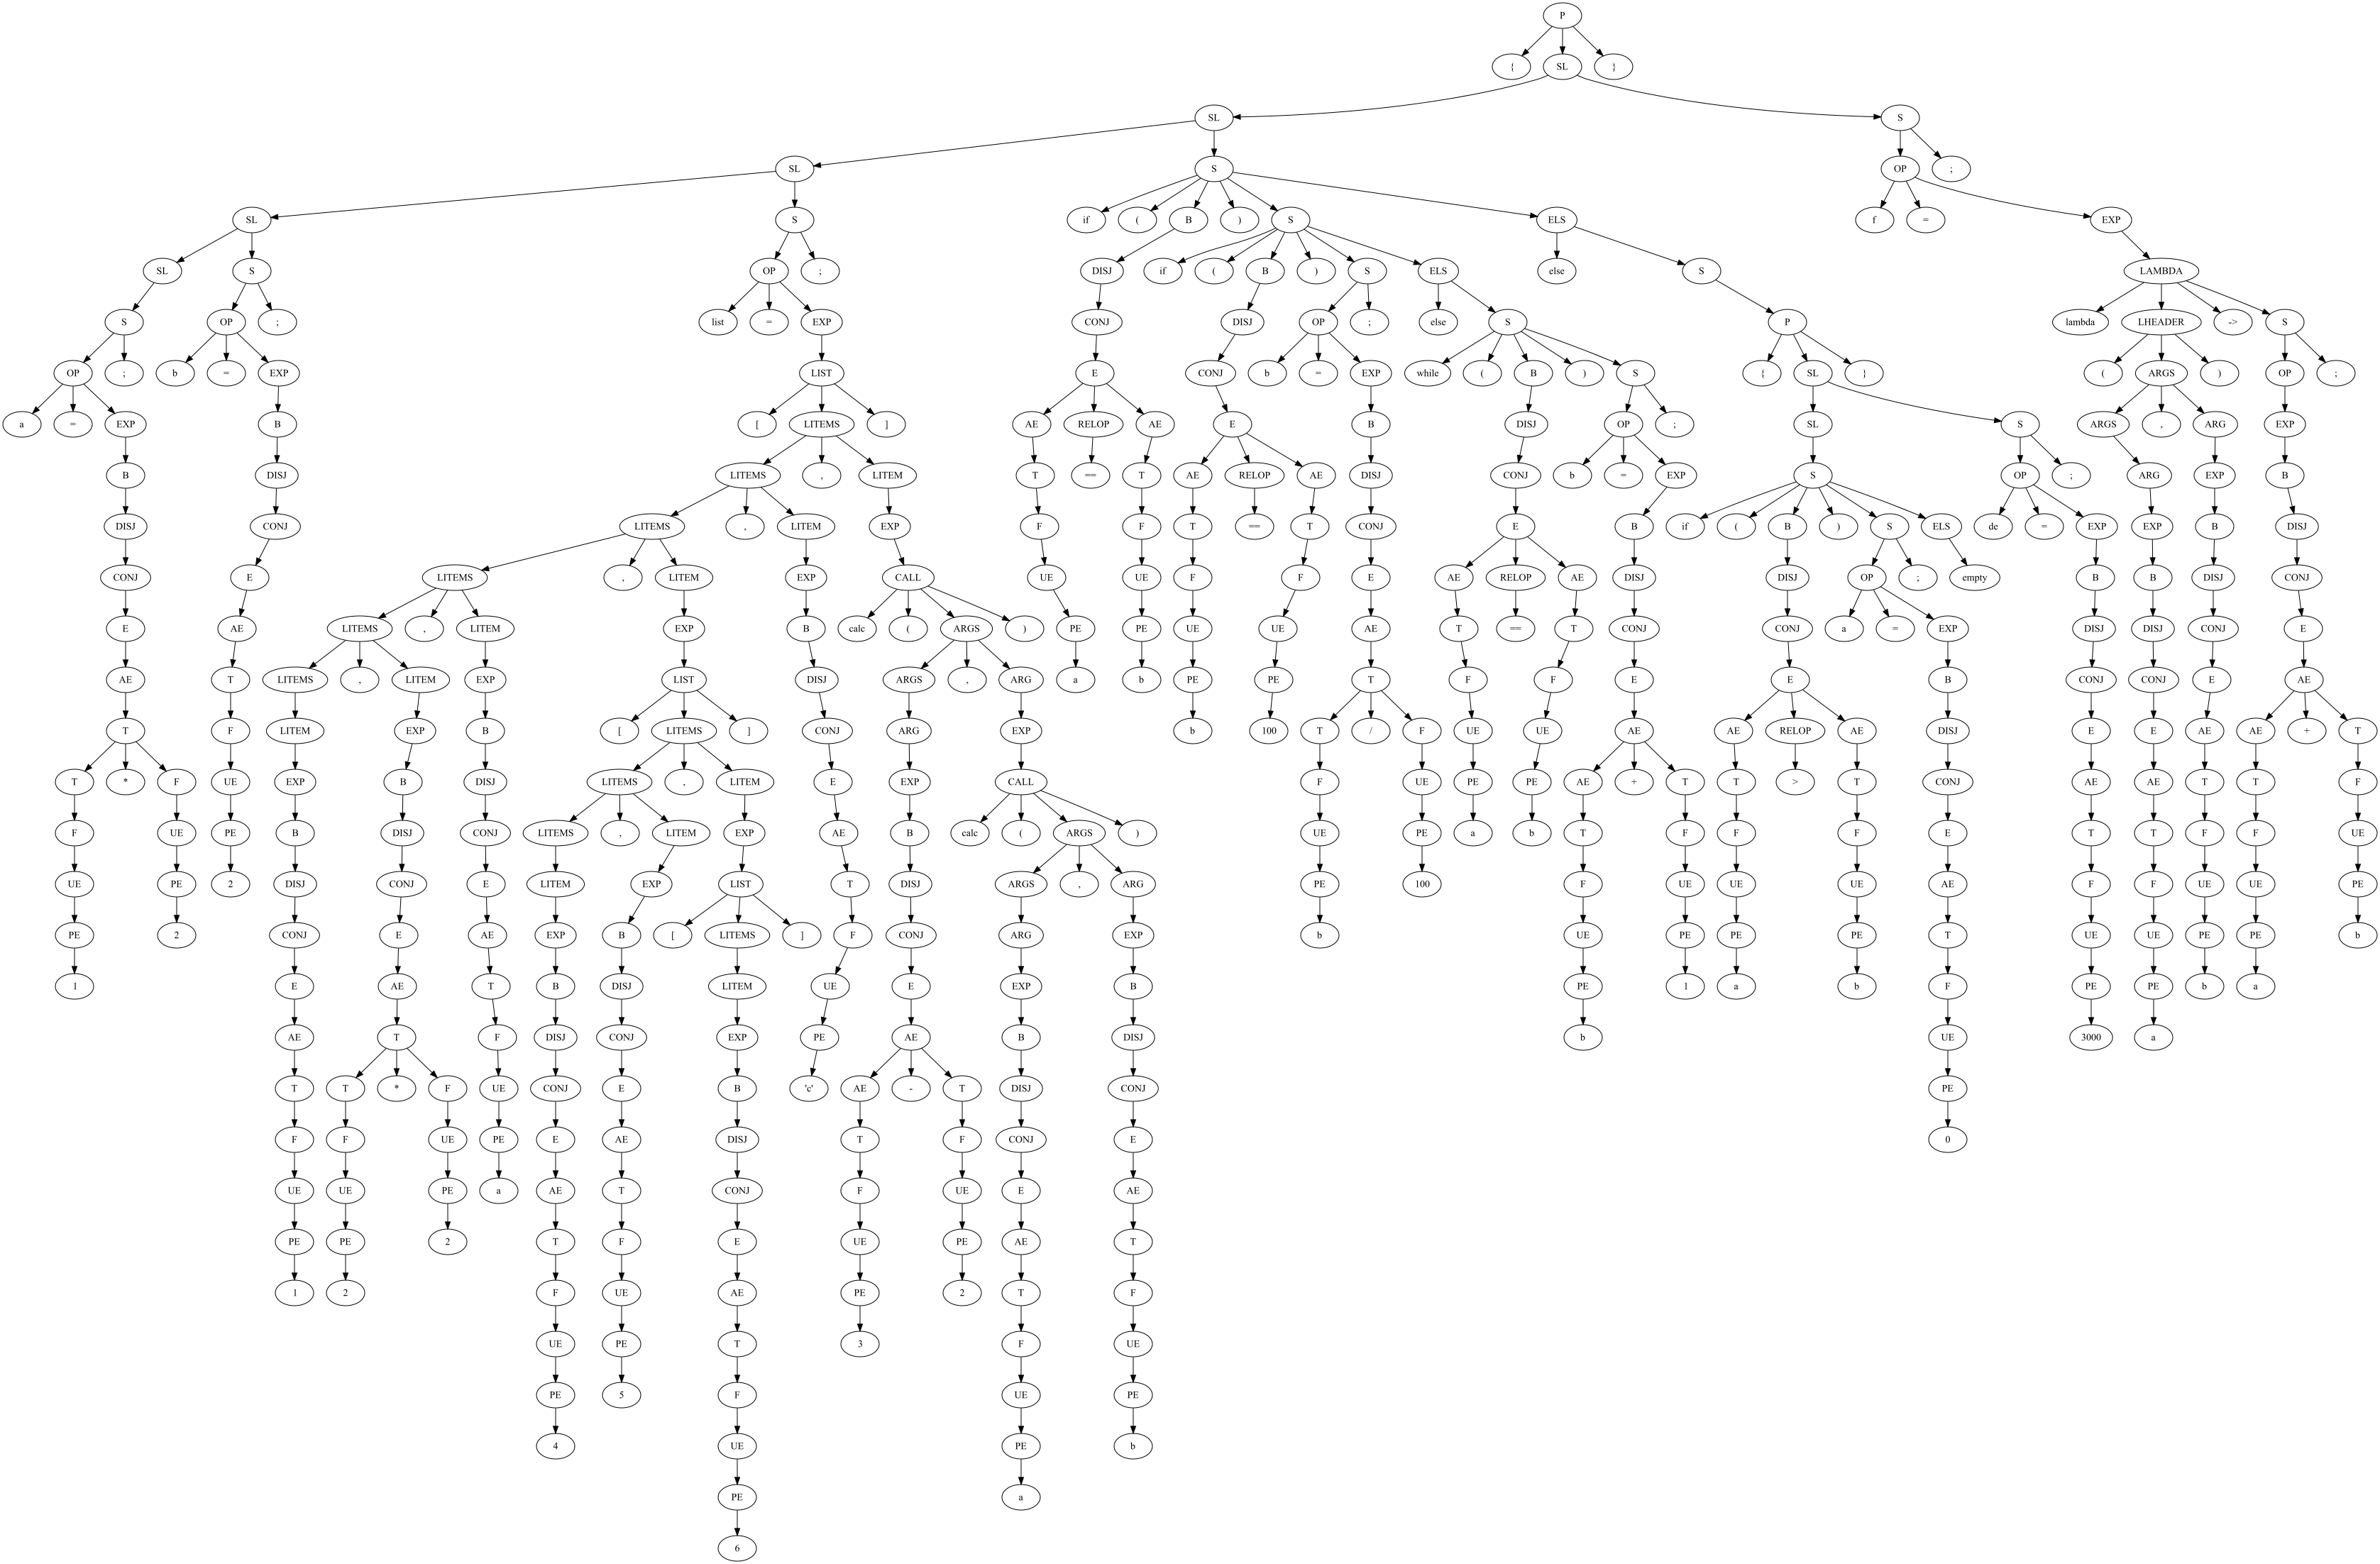 P
{ SL }
SL S
SL S OP ;
SL S if ( B ) S ELS f = EXP
SL S OP ; DISJ if ( B ) S ELS else S LAMBDA
S OP ; list = EXP CONJ DISJ OP ; else S P lambda LHEADER -> S
OP ; b = EXP LIST E CONJ b = EXP while ( B ) S { SL } ( ARGS ) OP ;
a = EXP B [ LITEMS ] AE RELOP AE E B DISJ OP ; SL S ARGS , ARG EXP
B DISJ LITEMS , LITEM T == T AE RELOP AE DISJ CONJ b = EXP S OP ; ARG EXP B
DISJ CONJ LITEMS , LITEM EXP F F T == T CONJ E B if ( B ) S ELS de = EXP EXP B DISJ
CONJ E LITEMS , LITEM EXP CALL UE UE F F E AE RELOP AE DISJ DISJ OP ; empty B B DISJ CONJ
E AE LITEMS , LITEM EXP B calc ( ARGS ) PE PE UE UE AE T == T CONJ CONJ a = EXP DISJ DISJ CONJ E
AE T LITEMS , LITEM LIST DISJ ARGS , ARG a b PE PE T F F E E B CONJ CONJ E AE
T F LITEM EXP B [ LITEMS ] CONJ ARG EXP b 100 T / F UE UE AE AE RELOP AE DISJ E E AE AE + T
T * F UE EXP B DISJ LITEMS , LITEM E EXP CALL F UE PE PE AE + T T > T CONJ AE AE T T F
F UE PE B DISJ CONJ LITEMS , LITEM EXP AE B calc ( ARGS ) UE PE a b T F F F E T T F F UE
UE PE 2 DISJ CONJ E LITEM EXP LIST T DISJ ARGS , ARG PE 100 F UE UE UE AE F F UE UE PE
PE 2 CONJ E AE EXP B [ LITEMS ] F CONJ ARG EXP b UE PE PE PE T UE UE PE PE b
1 E AE T B DISJ LITEM UE E EXP B PE 1 a b F PE PE b a
AE T F DISJ CONJ EXP PE AE B DISJ b UE 3000 a
T T * F UE CONJ E B 'c' AE - T DISJ CONJ PE
F F UE PE E AE DISJ T F CONJ E 0
UE UE PE a AE T CONJ F UE E AE
PE PE 2 T F E UE PE AE T
1 2 F UE AE PE 2 T F
UE PE T 3 F UE
PE 5 F UE PE
4 UE PE b
PE a
6